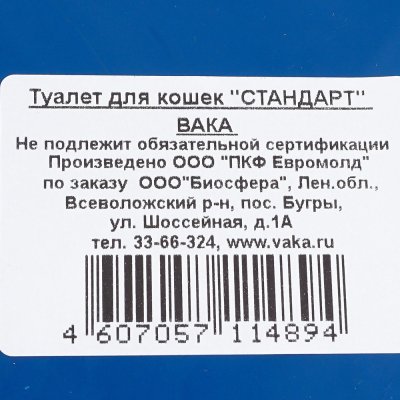 Туалет для кошек "СТАНДАРТ"
ВАКА
Не подлежит обязательной сертификации
Произведено ООО "ПКФ Евромолд"
по заказу ООО"Биосфера", Лен.обл.,
Всеволожский р-н, пос. Бугры,
ул. Шоссейная, д.1А
тел. 33-66-324, www.vaka.ru
4 607057 114894